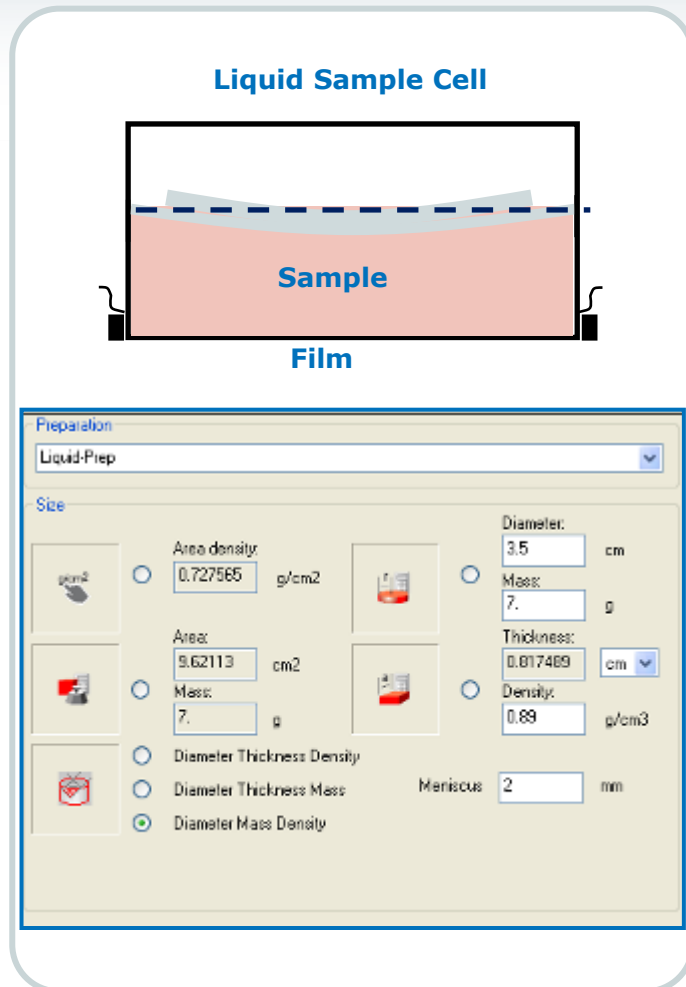 Liquid Sample Cell
Sample
Film
Preparation
Liquid-Prep
Size
Area density:
0.727565 g/cm2
Diameter:
3.5 cm
Mass:
7. g
Area:
9.62113 cm2
Mass:
7. g
Thickness:
0.817489 cm
Density:
0.89 g/cm3
Diameter Thickness Density
Diameter Thickness Mass
Diameter Mass Density
Meniscus 2 mm
g/cm2